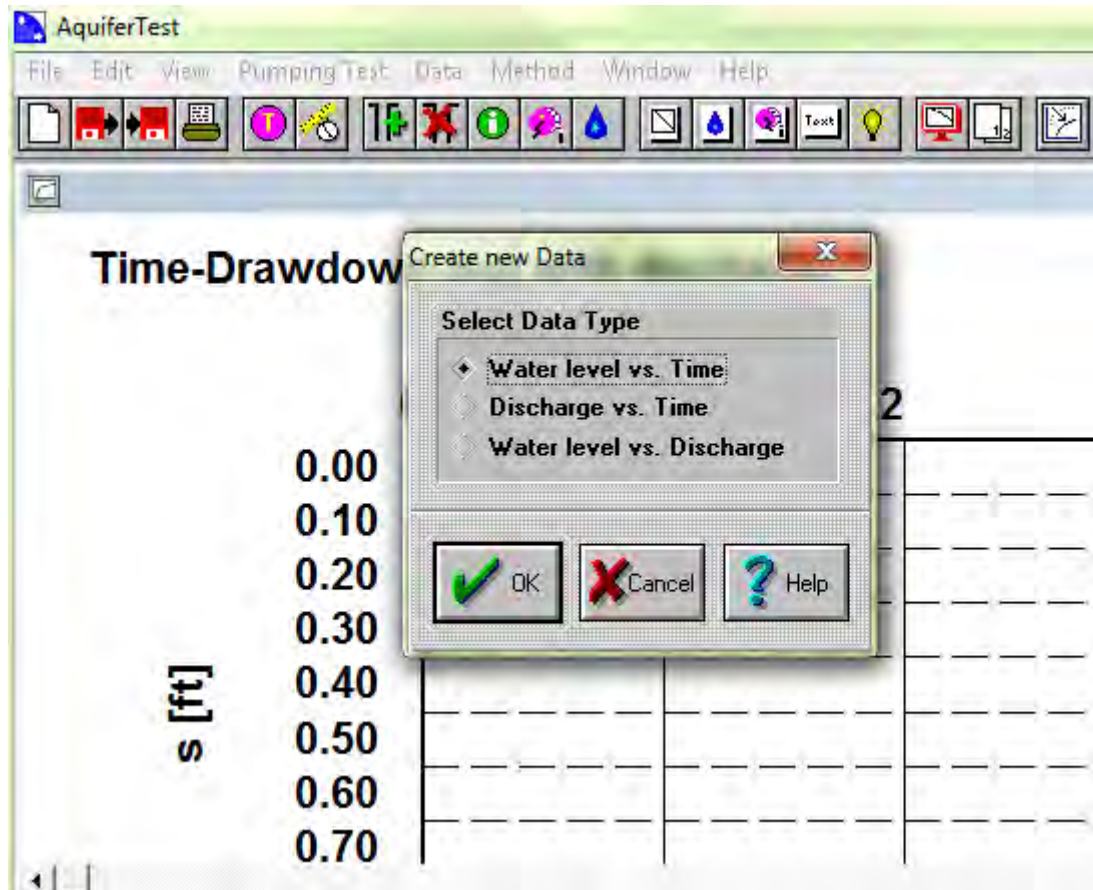 AquiferTest
File Edit View Pumping Test Data Method Window Help
T i i Text 1 2
Time-Drawdow
Create new Data
x
Select Data Type
Water level vs. Time
Discharge vs. Time
Water level vs. Discharge
2
OK Cancel ? Help
0.00
0.10
0.20
0.30
0.40
0.50
0.60
0.70
s [ft]